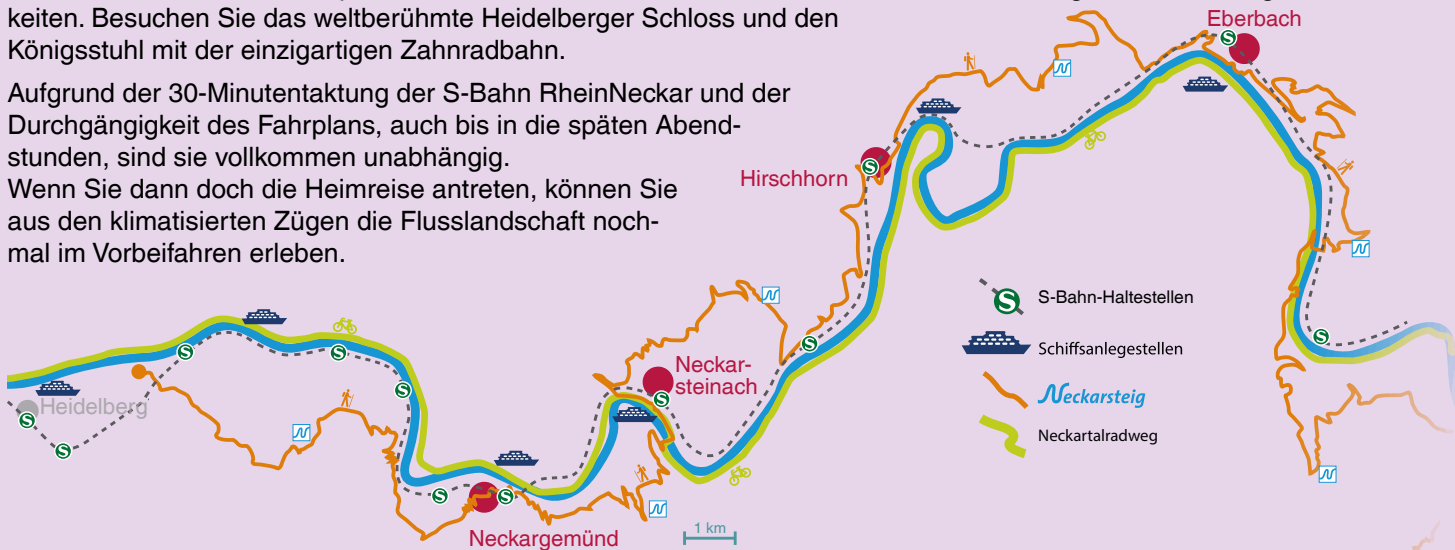 keiten. Besuchen Sie das weltberühmte Heidelberger Schloss und den
Königsstuhl mit der einzigartigen Zahnradbahn.
Aufgrund der 30-Minutentaktung der S-Bahn RheinNeckar und der
Durchgängigkeit des Fahrplans, auch bis in die späten Abend-
stunden, sind sie vollkommen unabhängig.
Wenn Sie dann doch die Heimreise antreten, können Sie
aus den klimatisierten Zügen die Flusslandschaft noch-
mal im Vorbeifahren erleben.
Eberbach
Hirschhorn
Neckar-
steinach
Heidelberg
Neckargemünd
1 km
S S-Bahn-Haltestellen
Schiffsanlegestellen
Neckarsteig
Neckartalradweg